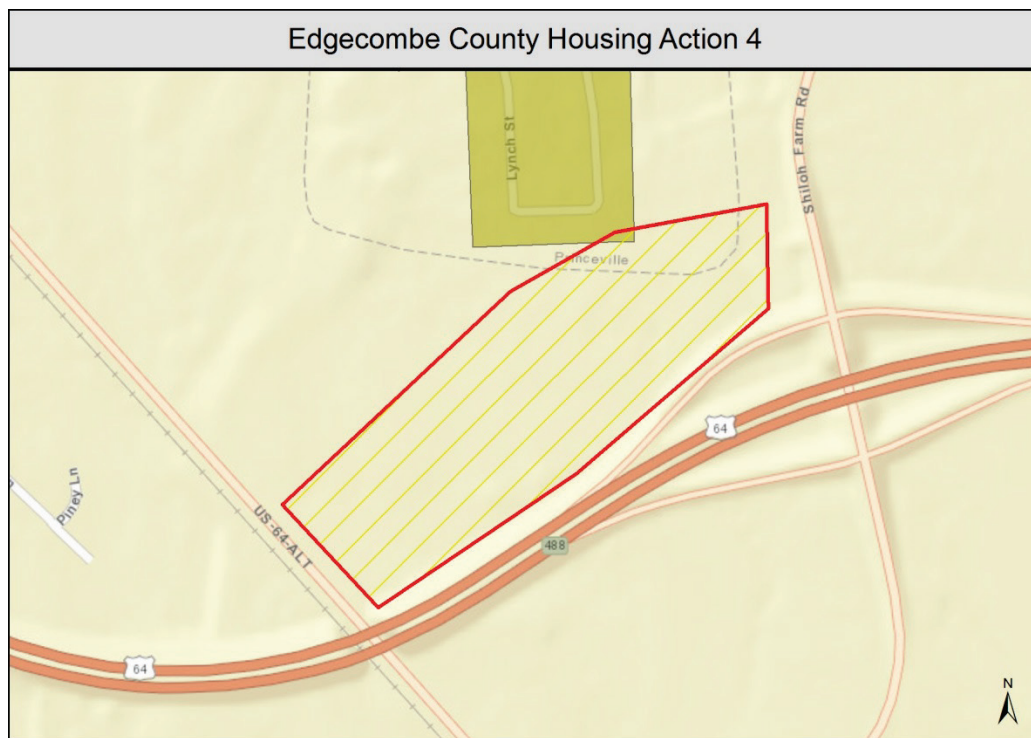 Edgecombe County Housing Action 4
Lynch St
Shiloh Farm Rd
Princeville
64
Piney Ln
US-64-ALT
488
64
N